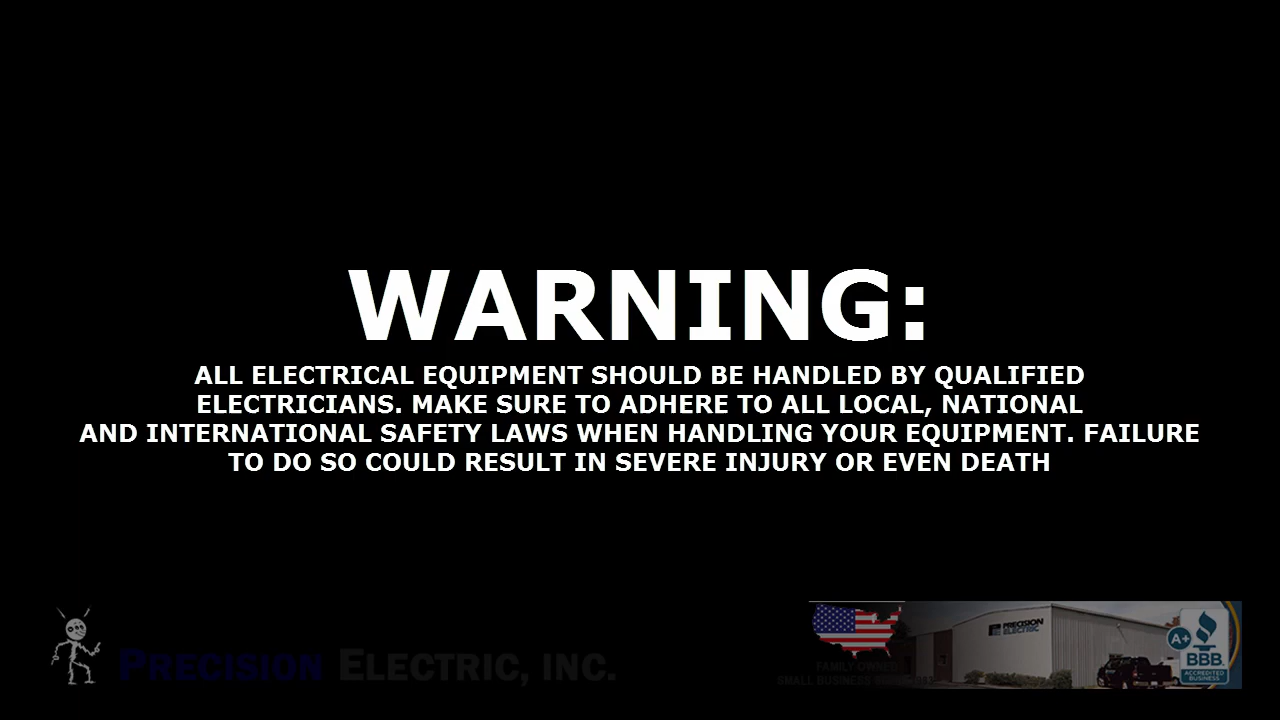 WARNING:
ALL ELECTRICAL EQUIPMENT SHOULD BE HANDLED BY QUALIFIED
ELECTRICIANS. MAKE SURE TO ADHERE TO ALL LOCAL, NATIONAL
AND INTERNATIONAL SAFETY LAWS WHEN HANDLING YOUR EQUIPMENT. FAILURE
TO DO SO COULD RESULT IN SEVERE INJURY OR EVEN DEATH
PRECISION ELECTRIC, INC.
PRECISION
ELECTRIC
FAMILY OWNED
SMALL BUSINESS
A+
BBB
ACCREDITED
BUSINESS